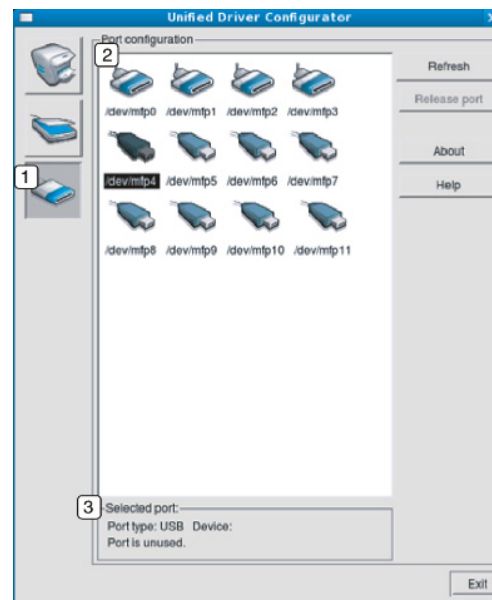 Unified Driver Configurator
Port configuration
2
/dev/mfp0 /dev/mfp1 /dev/mfp2 /dev/mfp3
Refresh
Release port
1
/dev/mfp4 /dev/mfp5 /dev/mfp6 /dev/mfp7
About
Help
/dev/mfp8 /dev/mfp9 /dev/mfp10 /dev/mfp11
3
Selected port:
Port type: USB Device:
Port is unused.
Exit